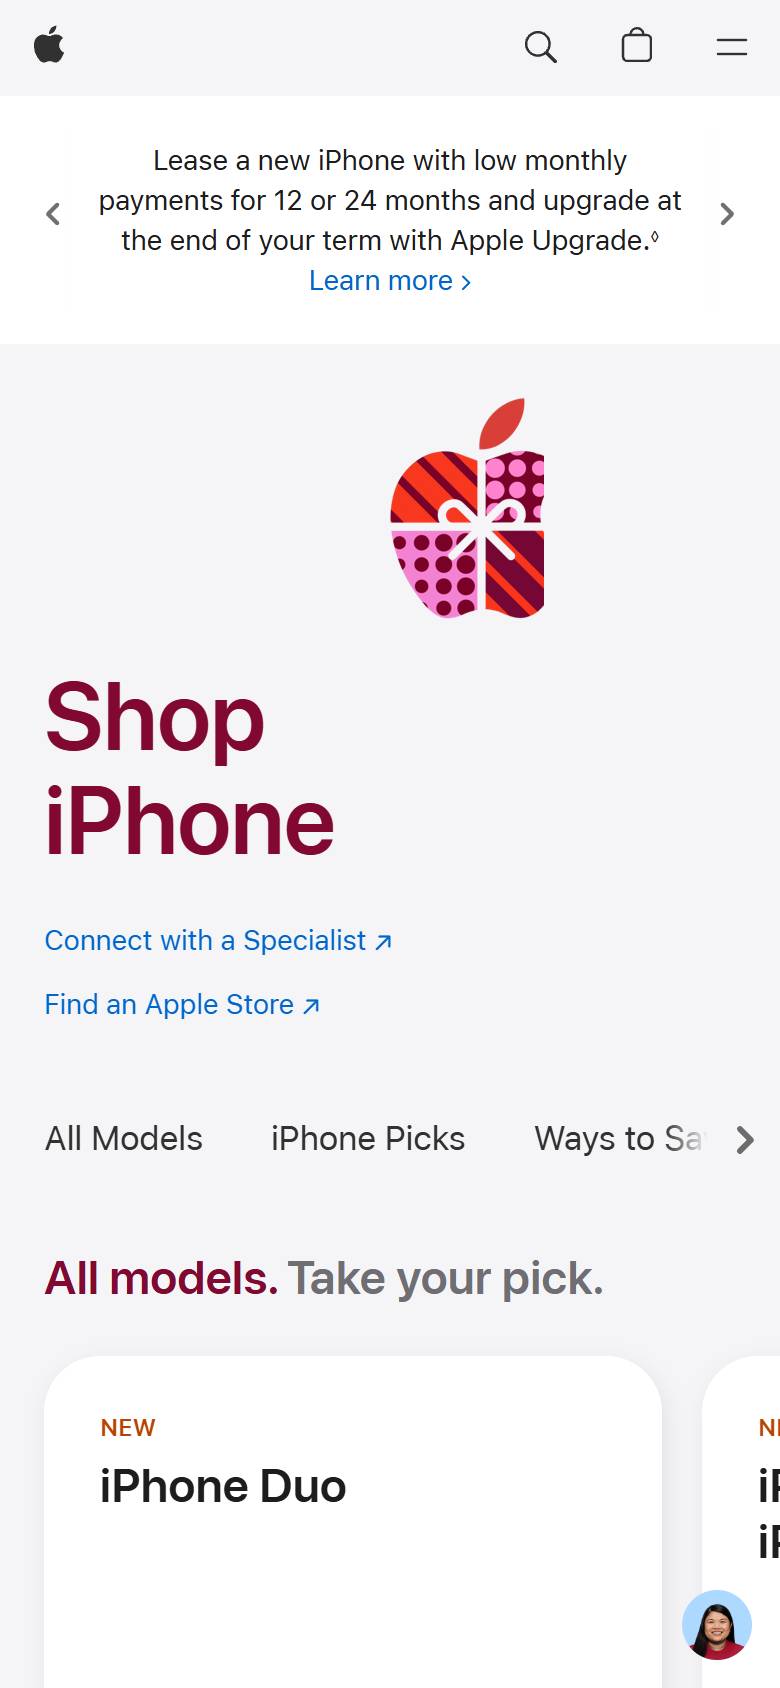 Lease a new iPhone with low monthly
payments for 12 or 24 months and upgrade at
the end of your term with Apple Upgrade.◊
Learn more >
Shop
iPhone
Connect with a Specialist ↗
Find an Apple Store ↗
All Models iPhone Picks Ways to
All models. Take your pick.
NEW
iPhone Duo